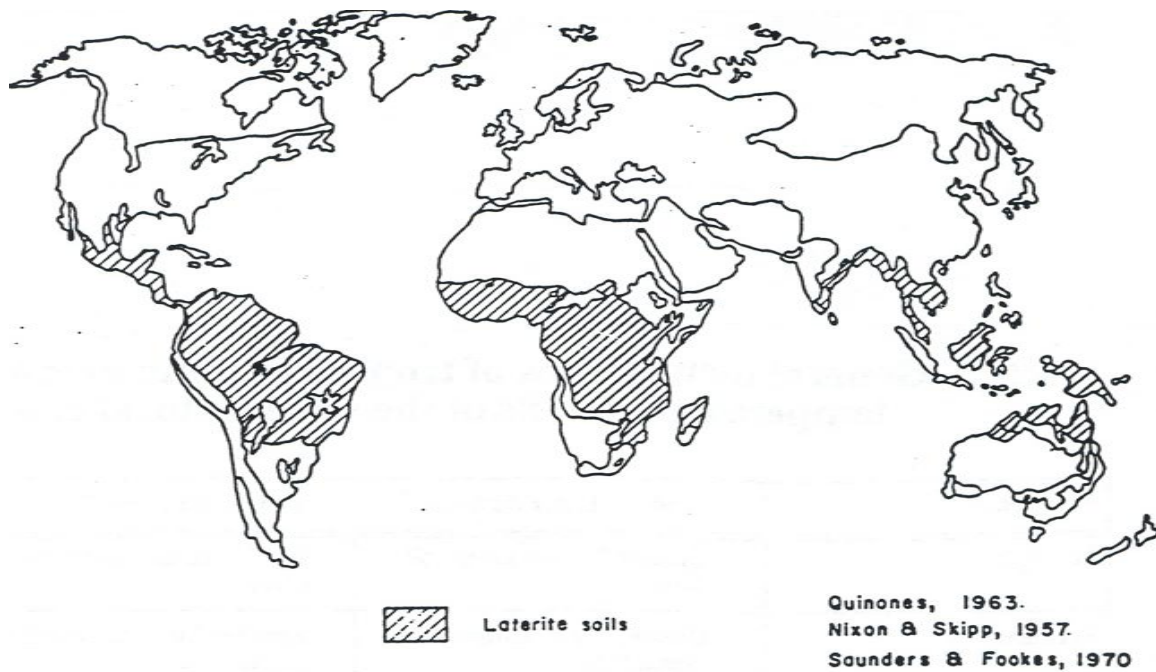 Laterite soils
Quinones, 1963.
Nixon & Skipp, 1957.
Saunders & Fookes, 1970